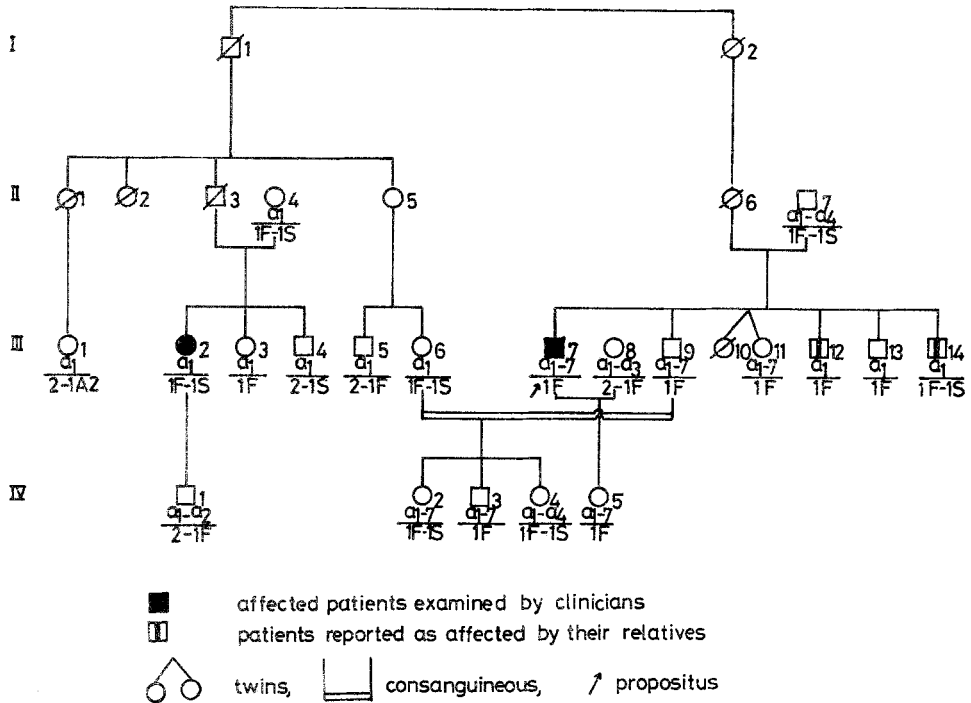 I 1 2
II 1 2 3 4 5 6 7
a1 a1-a4
1F-1S 1F-1S
III 1 2 3 4 5 6 7 8 9 10 11 12 13 14
a1 a1 a1 a1 a1 a1 a1-7 a1-a3 a1-7 a1-7 a1 a1 a1
2-1A2 1F-1S 1F 2-1S 2-1F 1F-1S 1F 2-1F 1F 1F 1F 1F 1F-1S
IV 1 2 3 4 5
a1-a2 a1-7 a1-7 a1-a4 a1-7
2-1F 1F-1S 1F 1F-1S 1F
affected patients examined by clinicians
patients reported as affected by their relatives
twins, consanguineous, propositus